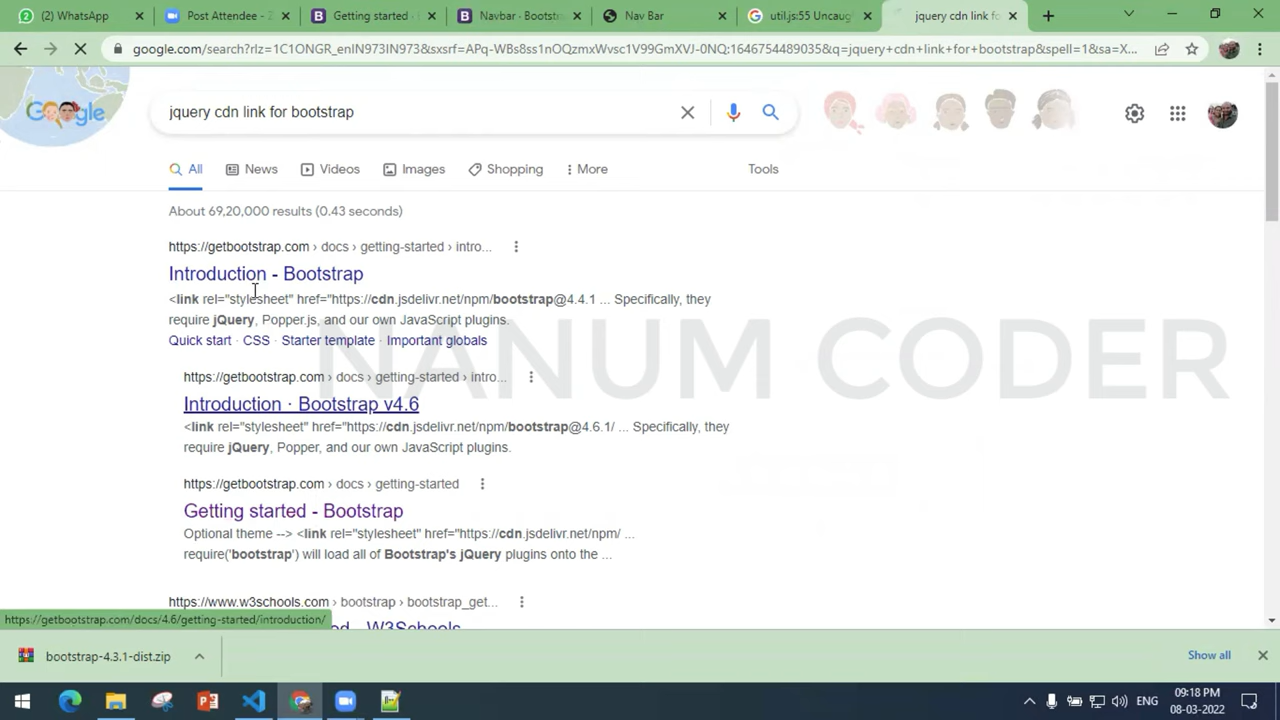 (2) WhatsApp
Post Attendee - Z
Getting started ·
Navbar · Bootstra
Nav Bar
util.js:55 Uncaugh
jquery cdn link fo
google.com/search?rlz=1C1ONGR_enIN973IN973&sxsrf=APq-WBs8ss1nOQzmxWvsc1V99GmXVJ-0NQ:1646754489035&q=jquery+cdn+link+for+bootstrap&spell=1&sa=X...
Google
jquery cdn link for bootstrap
All
News
Videos
Images
Shopping
More
Tools
About 69,20,000 results (0.43 seconds)
https://getbootstrap.com › docs › getting-started › intro...
Introduction - Bootstrap
<link rel="stylesheet" href="https://cdn.jsdelivr.net/npm/bootstrap@4.4.1 ... Specifically, they
require jQuery, Popper.js, and our own JavaScript plugins.
Quick start · CSS · Starter template · Important globals
NANUM CODER
https://getbootstrap.com › docs › getting-started › intro...
Introduction · Bootstrap v4.6
<link rel="stylesheet" href="https://cdn.jsdelivr.net/npm/bootstrap@4.6.1/ ... Specifically, they
require jQuery, Popper, and our own JavaScript plugins.
https://getbootstrap.com › docs › getting-started
Getting started - Bootstrap
Optional theme --> <link rel="stylesheet" href="https://cdn.jsdelivr.net/npm/ ...
require('bootstrap') will load all of Bootstrap's jQuery plugins onto the ...
https://www.w3schools.com › bootstrap › bootstrap_get...
https://getbootstrap.com/docs/4.6/getting-started/introduction/
ed - W3Schools
bootstrap-4.3.1-dist.zip
Show all
ENG
09:18 PM
08-03-2022